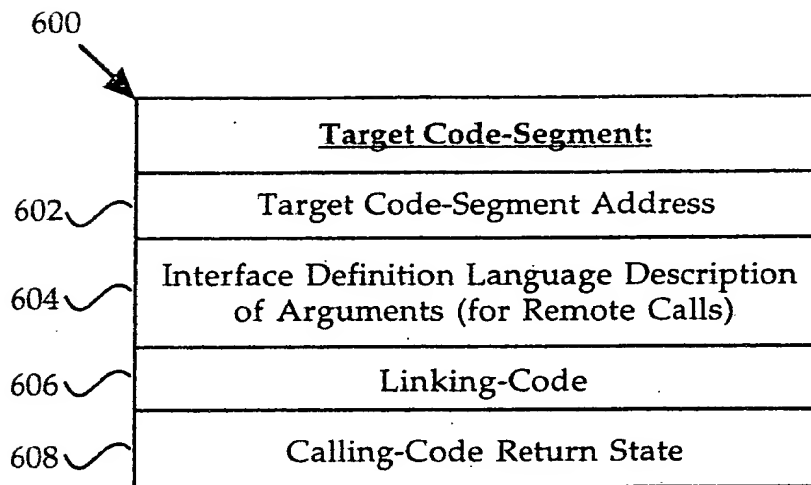 600
Target Code-Segment:
602
Target Code-Segment Address
604
Interface Definition Language Description
of Arguments (for Remote Calls)
606
Linking-Code
608
Calling-Code Return State